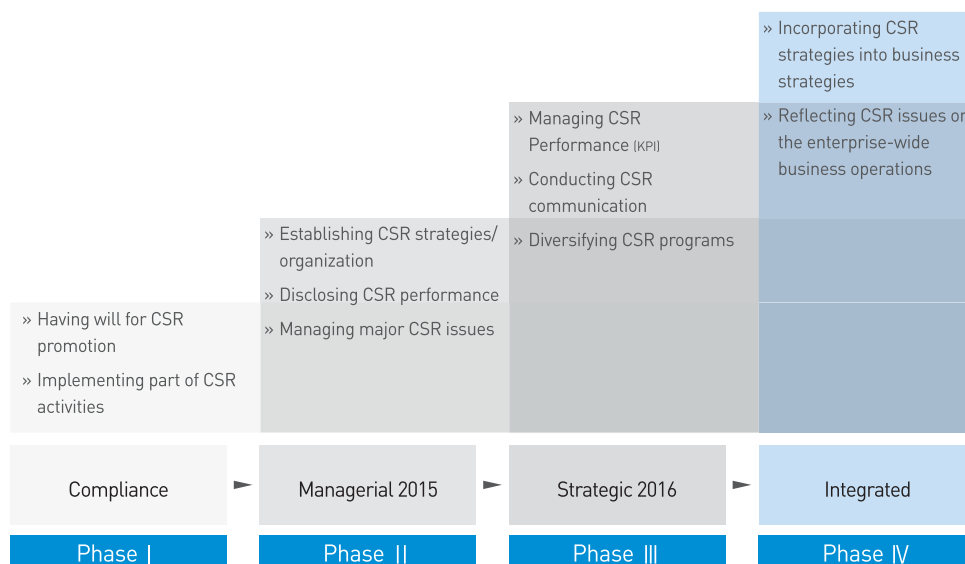 » Having will for CSR
promotion
» Implementing part of CSR
activities
» Establishing CSR strategies/
organization
» Disclosing CSR performance
» Managing major CSR issues
» Managing CSR
Performance (KPI)
» Conducting CSR
communication
» Diversifying CSR programs
» Incorporating CSR
strategies into business
strategies
» Reflecting CSR issues on
the enterprise-wide
business operations
Compliance
Managerial 2015
Strategic 2016
Integrated
Phase Ⅰ
Phase Ⅱ
Phase Ⅲ
Phase Ⅳ